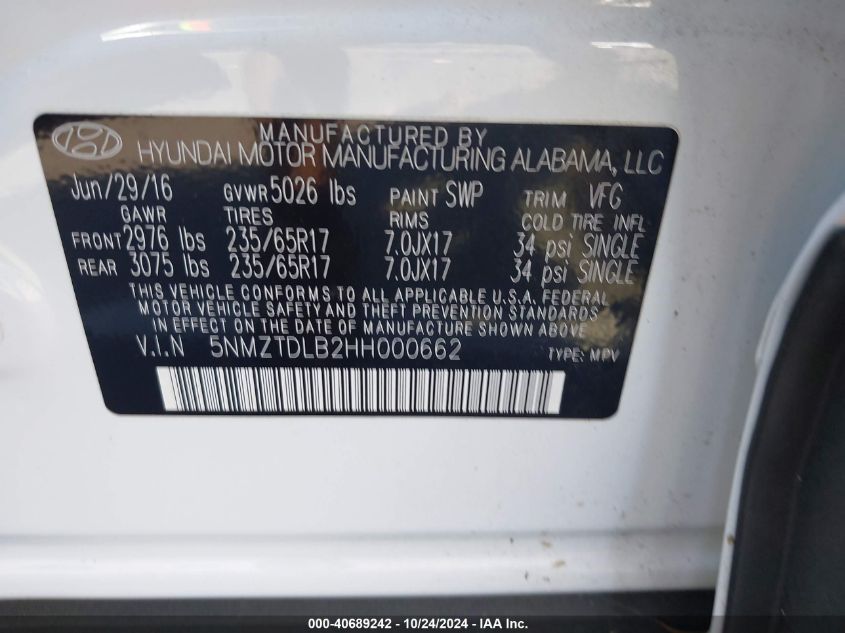 MANUFACTURED BY
HYUNDAI MOTOR MANUFACTURING ALABAMA, LLC
Jun/29/16 GVWR 5026 lbs PAINT SWP TRIM VFG
GAWR TIRES RIMS COLD TIRE INFL
FRONT 2976 lbs 235/65R17 7.0JX17 34 psi SINGLE
REAR 3075 lbs 235/65R17 7.0JX17 34 psi SINGLE
THIS VEHICLE CONFORMS TO ALL APPLICABLE U.S.A. FEDERAL
MOTOR VEHICLE SAFETY AND THEFT PREVENTION STANDARDS
IN EFFECT ON THE DATE OF MANUFACTURE SHOWN ABOVE.
V.I.N 5NMZTDLB2HH000662 TYPE: MPV
000-40689242 - 10/24/2024 - IAA Inc.